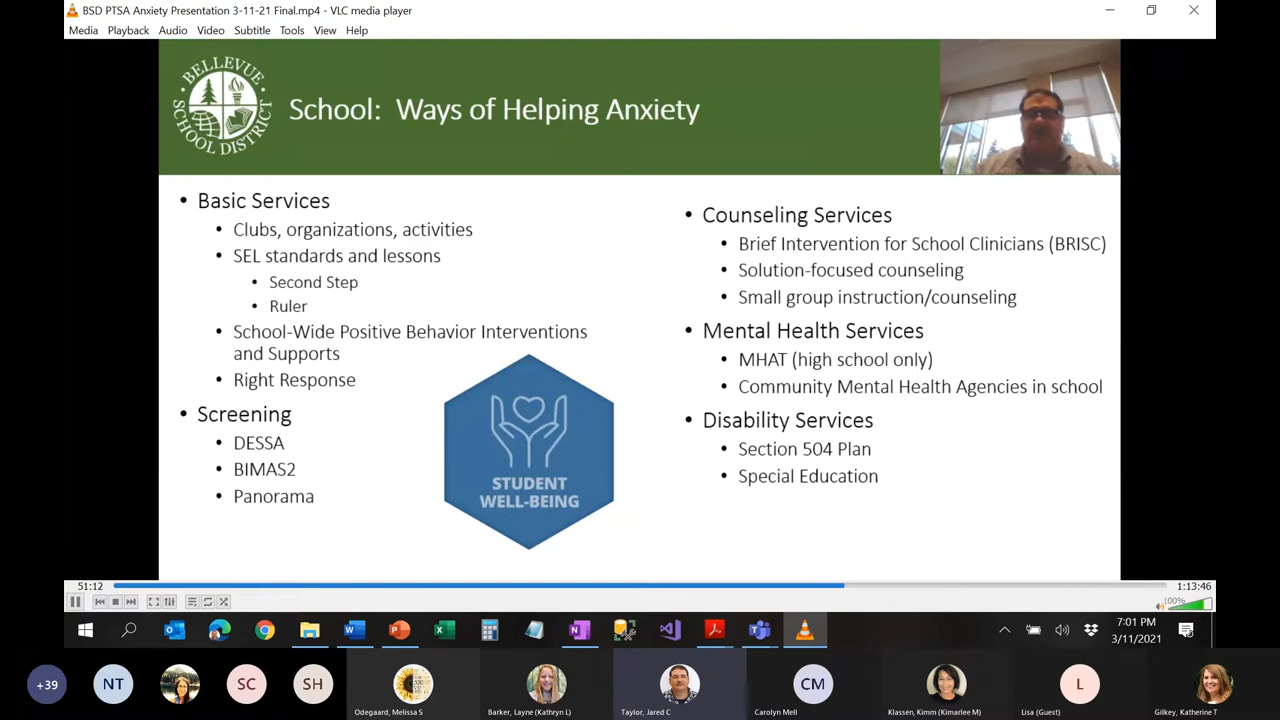 BSD PTSA Anxiety Presentation 3-11-21 Final.mp4 - VLC media player
Media Playback Audio Video Subtitle Tools View Help
BELLEVUE
SCHOOL DISTRICT
School: Ways of Helping Anxiety
• Basic Services
• Clubs, organizations, activities
• SEL standards and lessons
• Second Step
• Ruler
• School-Wide Positive Behavior Interventions
and Supports
• Right Response
• Screening
• DESSA
• BIMAS2
• Panorama
STUDENT
WELL-BEING
• Counseling Services
• Brief Intervention for School Clinicians (BRISC)
• Solution-focused counseling
• Small group instruction/counseling
• Mental Health Services
• MHAT (high school only)
• Community Mental Health Agencies in school
• Disability Services
• Section 504 Plan
• Special Education
51:12
1:13:46
100%
7:01 PM
3/11/2021
+39
NT
SC
SH
CM
L
Odegaard, Melissa S
Barker, Layne (Kathryn L)
Taylor, Jared C
Carolyn Mell
Klassen, Kimm (Kimarlee M)
Lisa (Guest)
Gilkey, Katherine T